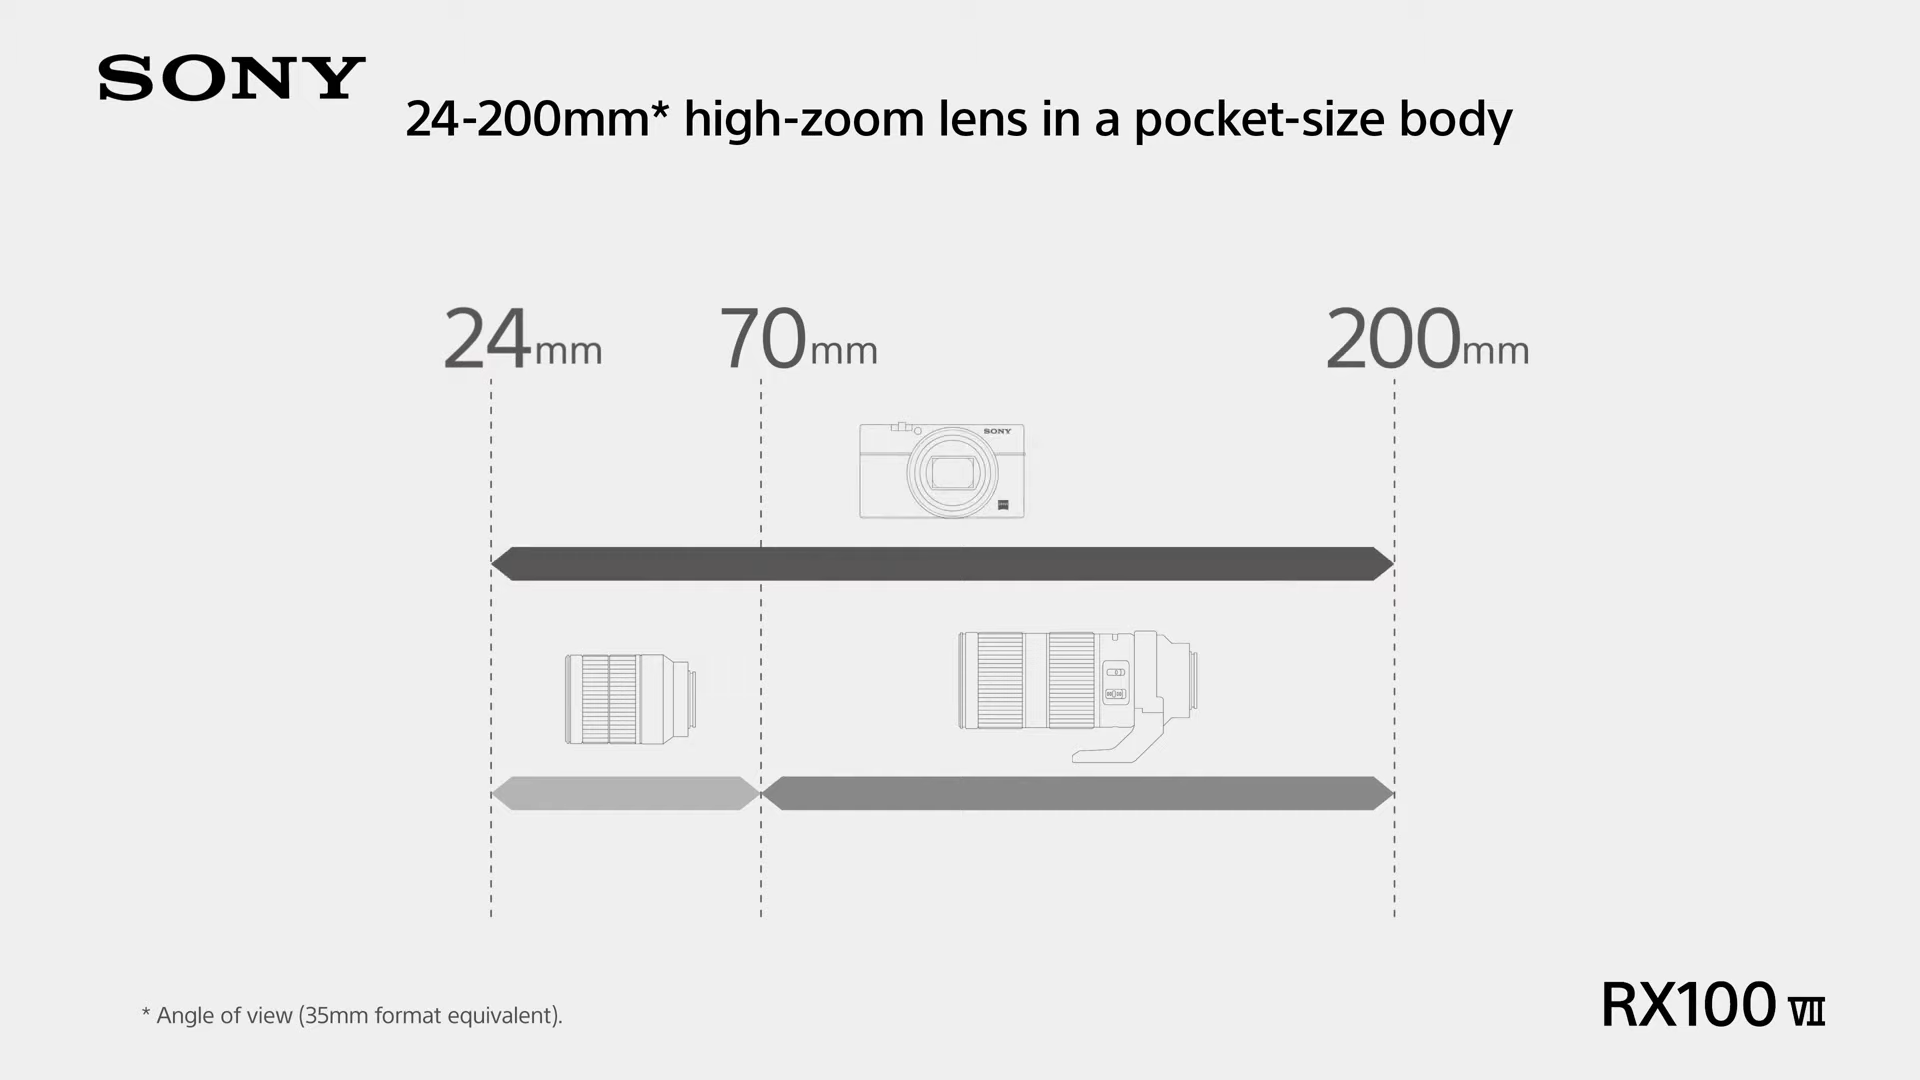 SONY
24-200mm* high-zoom lens in a pocket-size body
24mm 70mm 200mm
SONY
* Angle of view (35mm format equivalent).
RX100 VII